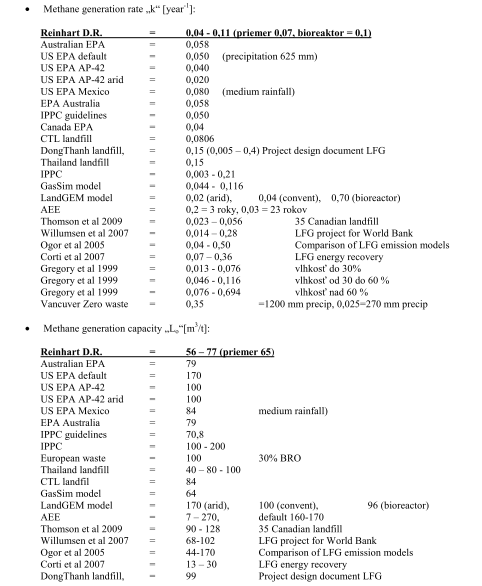 • Methane generation rate „k“ [year⁻¹]:
Reinhart D.R. = 0,04 - 0,11 (priemer 0,07, bioreaktor = 0,1)
Australian EPA = 0,058
US EPA default = 0,050 (precipitation 625 mm)
US EPA AP-42 = 0,040
US EPA AP-42 arid = 0,020
US EPA Mexico = 0,080 (medium rainfall)
EPA Australia = 0,058
IPPC guidelines = 0,050
Canada EPA = 0,04
CTL landfill = 0,0806
DongThanh landfill, = 0,15 (0,005 – 0,4) Project design document LFG
Thailand landfill = 0,15
IPPC = 0,003 - 0,21
GasSim model = 0,044 - 0,116
LandGEM model = 0,02 (arid), 0,04 (convent), 0,70 (bioreactor)
AEE = 0,2 = 3 roky, 0,03 = 23 rokov
Thomson et al 2009 = 0,023 – 0,056 35 Canadian landfill
Willumsen et al 2007 = 0,014 – 0,28 LFG project for World Bank
Ogor et al 2005 = 0,04 - 0,50 Comparison of LFG emission models
Corti et al 2007 = 0,07 – 0,36 LFG energy recovery
Gregory et al 1999 = 0,013 - 0,076 vlhkosť do 30%
Gregory et al 1999 = 0,046 - 0,116 vlhkosť od 30 do 60 %
Gregory et al 1999 = 0,076 - 0,694 vlhkosť nad 60 %
Vancuver Zero waste = 0,35 =1200 mm precip, 0,025=270 mm precip
• Methane generation capacity „Lₒ“[m³/t]:
Reinhart D.R. = 56 – 77 (priemer 65)
Australian EPA = 79
US EPA default = 170
US EPA AP-42 = 100
US EPA AP-42 arid = 100
US EPA Mexico = 84 medium rainfall)
EPA Australia = 79
IPPC guidelines = 70,8
IPPC = 100 - 200
European waste = 100 30% BRO
Thailand landfill = 40 – 80 - 100
CTL landfil = 84
GasSim model = 64
LandGEM model = 170 (arid), 100 (convent), 96 (bioreactor)
AEE = 7 – 270, default 160-170
Thomson et al 2009 = 90 - 128 35 Canadian landfill
Willumsen et al 2007 = 68-102 LFG project for World Bank
Ogor et al 2005 = 44-170 Comparison of LFG emission models
Corti et al 2007 = 13 – 30 LFG energy recovery
DongThanh landfill, = 99 Project design document LFG